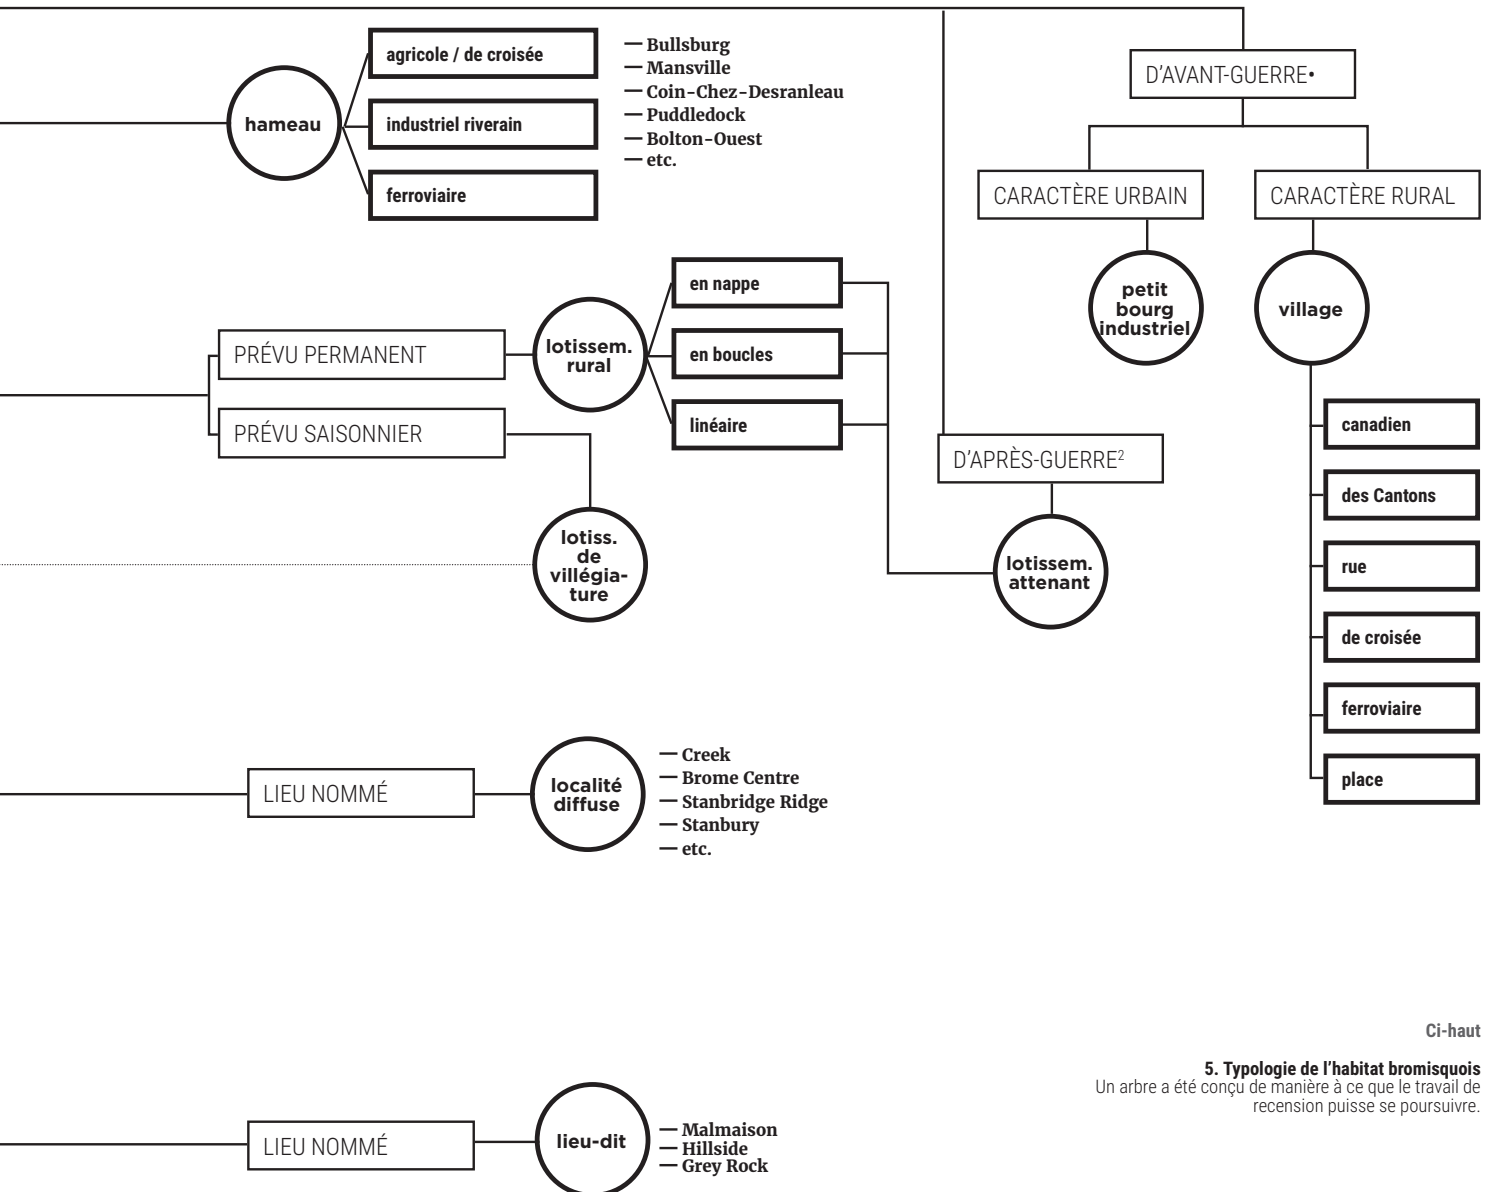 hameau
agricole / de croisée
industriel riverain
ferroviaire
— Bullsburg
— Mansville
— Coin-Chez-Desranleau
— Puddledock
— Bolton-Ouest
— etc.
D'AVANT-GUERRE•
CARACTÈRE URBAIN
CARACTÈRE RURAL
petit
bourg
industriel
village
canadien
des Cantons
rue
de croisée
ferroviaire
place
PRÉVU PERMANENT
PRÉVU SAISONNIER
lotissem.
rural
en nappe
en boucles
linéaire
lotiss.
de
villégia-
ture
D'APRÈS-GUERRE²
lotissem.
attenant
LIEU NOMMÉ
localité
diffuse
— Creek
— Brome Centre
— Stanbridge Ridge
— Stanbury
— etc.
LIEU NOMMÉ
lieu-dit
— Malmaison
— Hillside
— Grey Rock
Ci-haut
5. Typologie de l'habitat bromisquois
Un arbre a été conçu de manière à ce que le travail de
recension puisse se poursuivre.